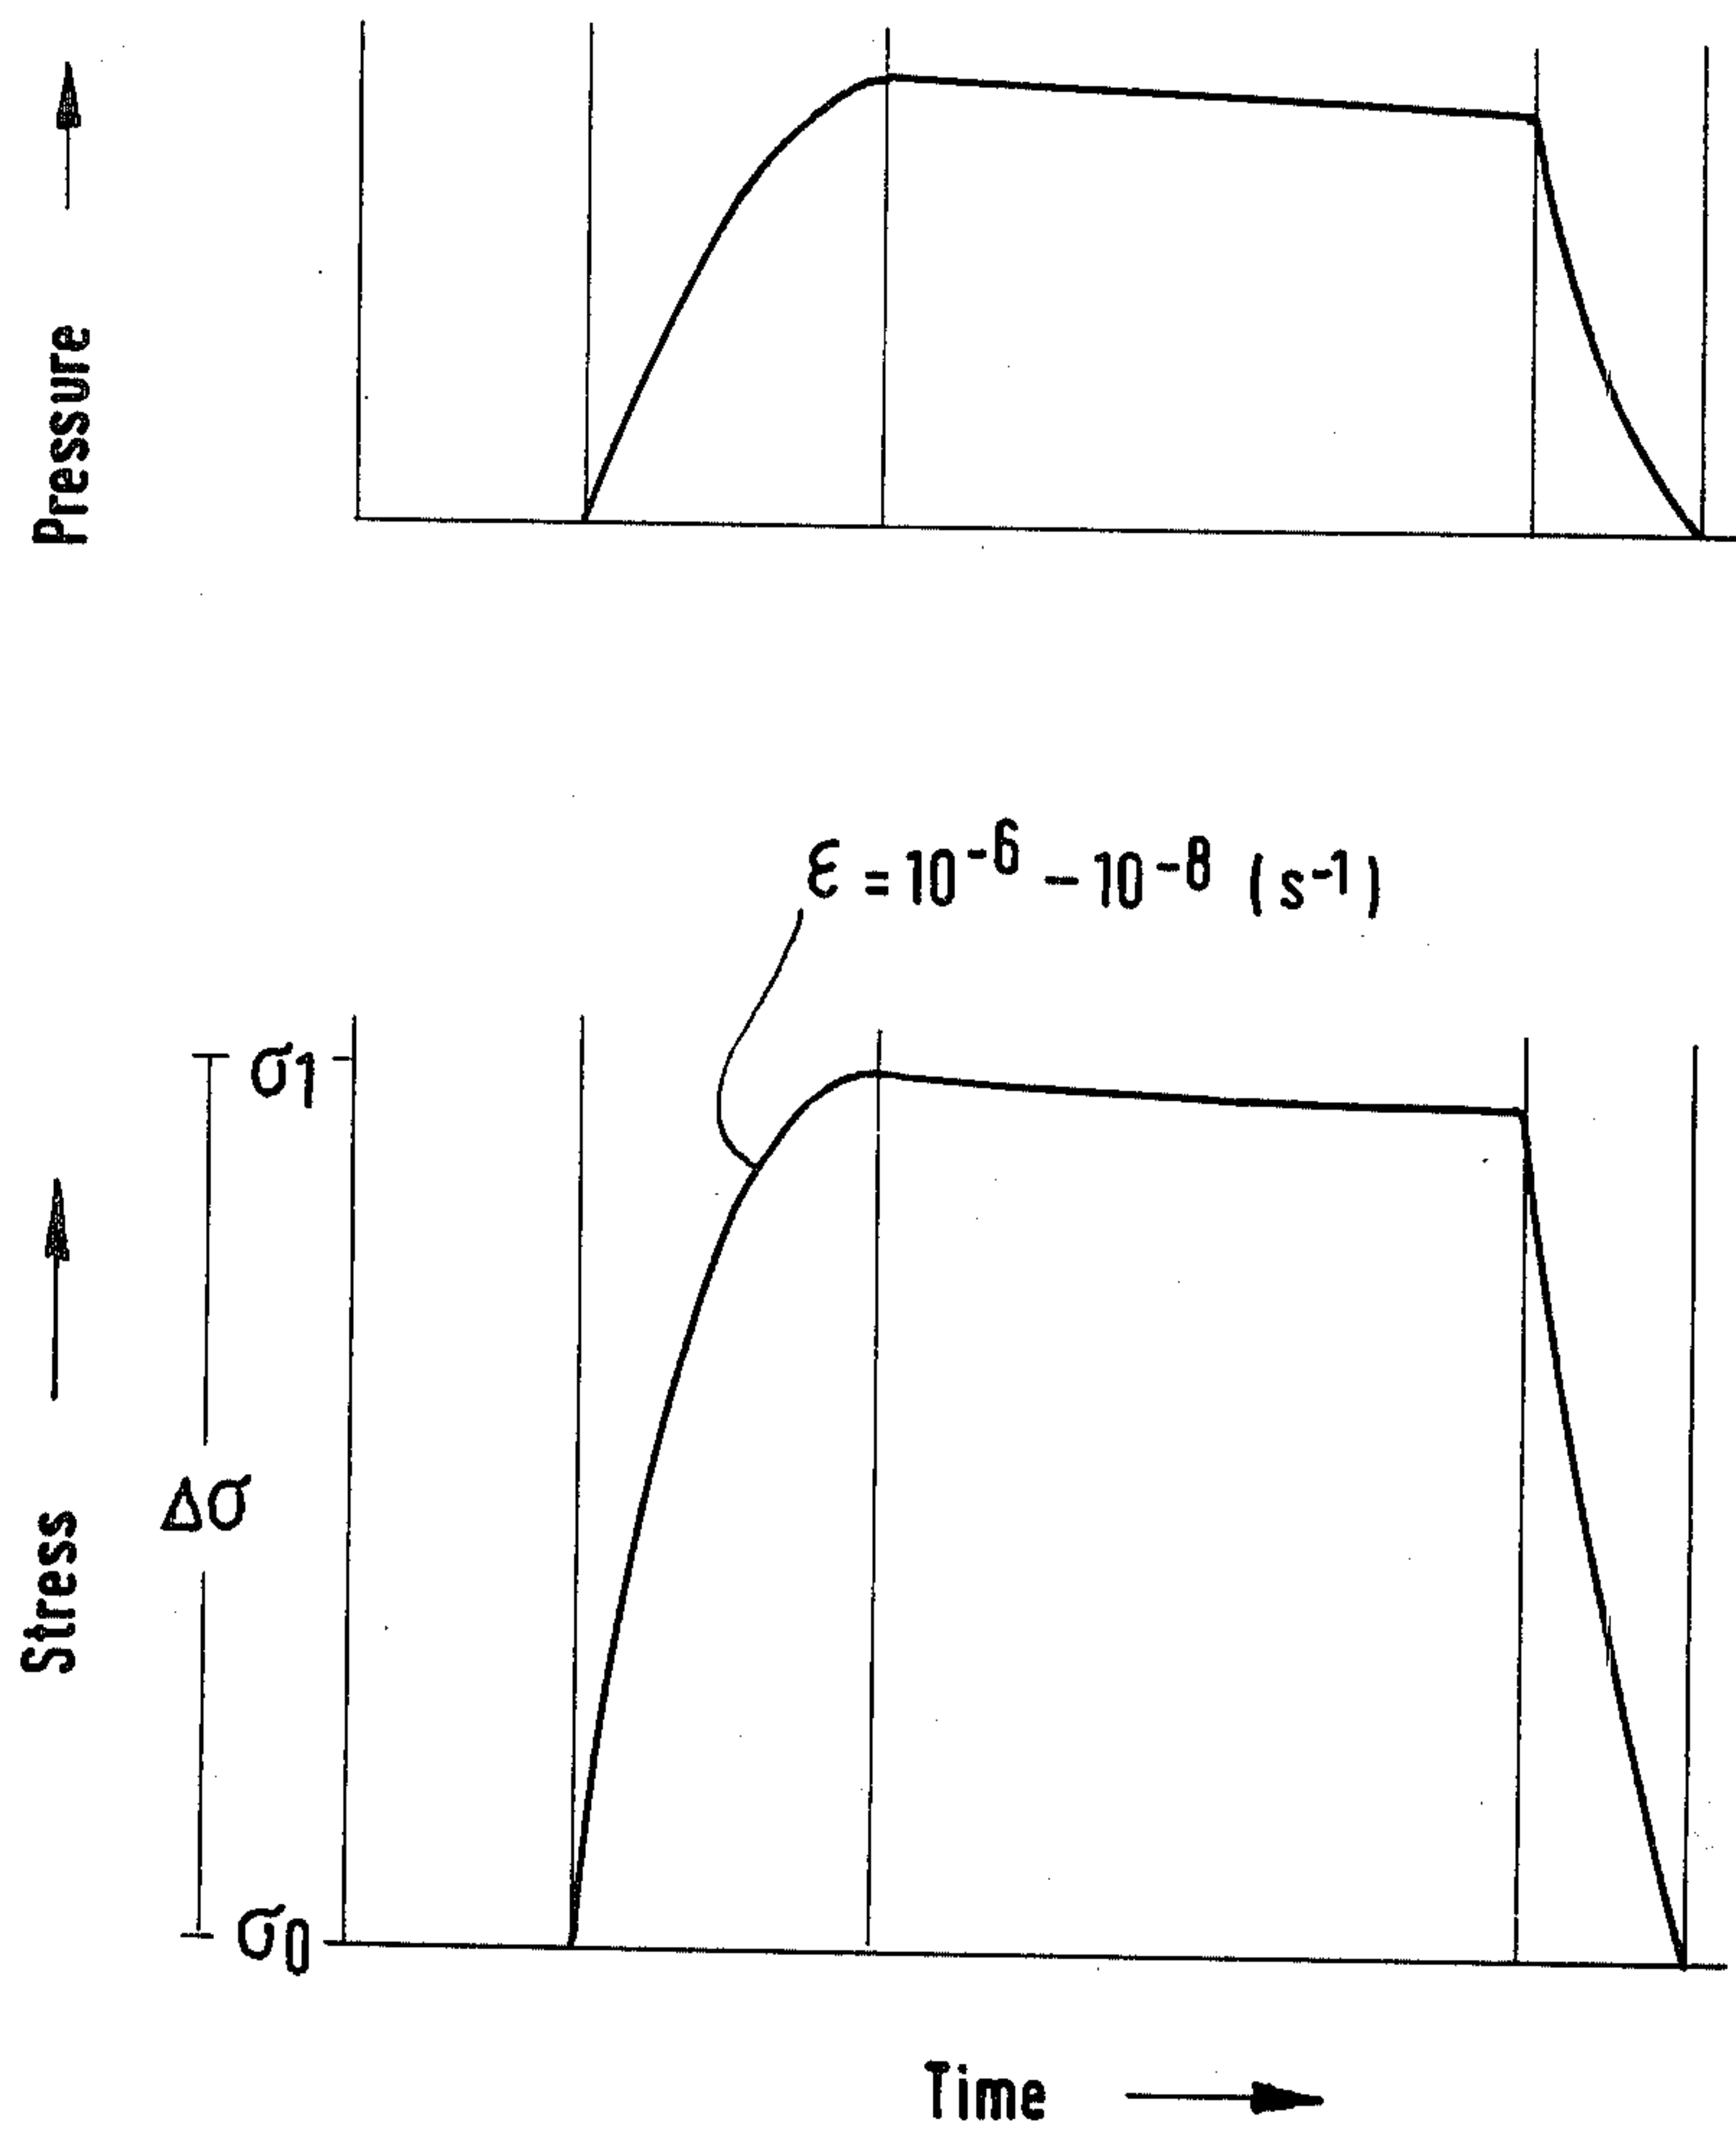 Pressure
ε = 10⁻⁶ – 10⁻⁸ (s⁻¹)
σ1
Δσ
Stress
σ0
Time